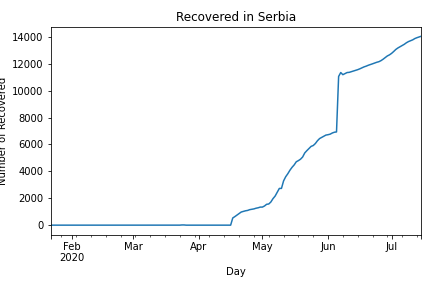 Recovered in Serbia
Number of Recovered
14000
12000
10000
8000
6000
4000
2000
0
Feb
2020
Mar
Apr
May
Jun
Jul
Day